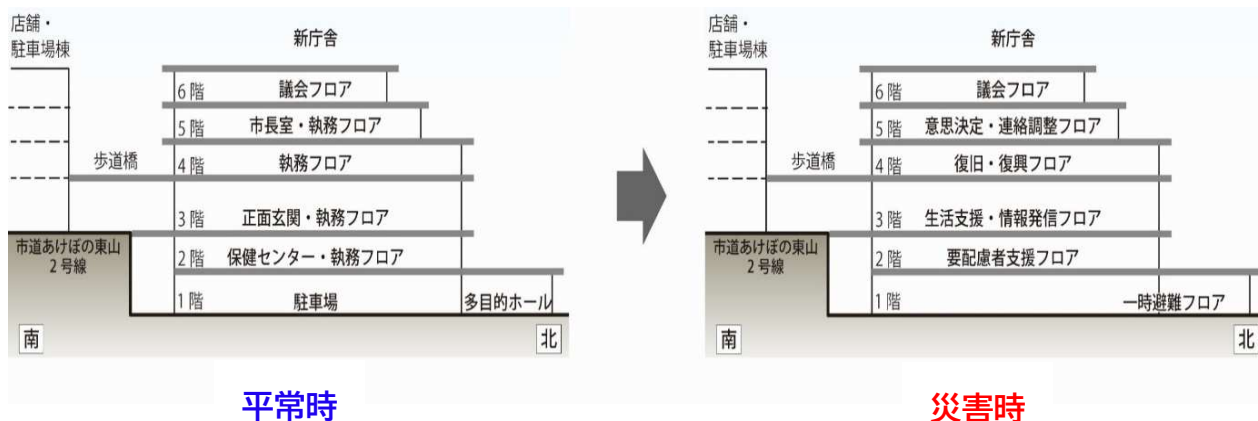 店舗・
駐車場棟
新庁舎
6階 議会フロア
5階 市長室・執務フロア
歩道橋
4階 執務フロア
3階 正面玄関・執務フロア
市道あけぼの東山
2号線
2階 保健センター・執務フロア
1階 駐車場 多目的ホール
南
北
平常時
店舗・
駐車場棟
新庁舎
6階 議会フロア
5階 意思決定・連絡調整フロア
歩道橋
4階 復旧・復興フロア
3階 生活支援・情報発信フロア
市道あけぼの東山
2号線
2階 要配慮者支援フロア
1階 一時避難フロア
南
北
災害時